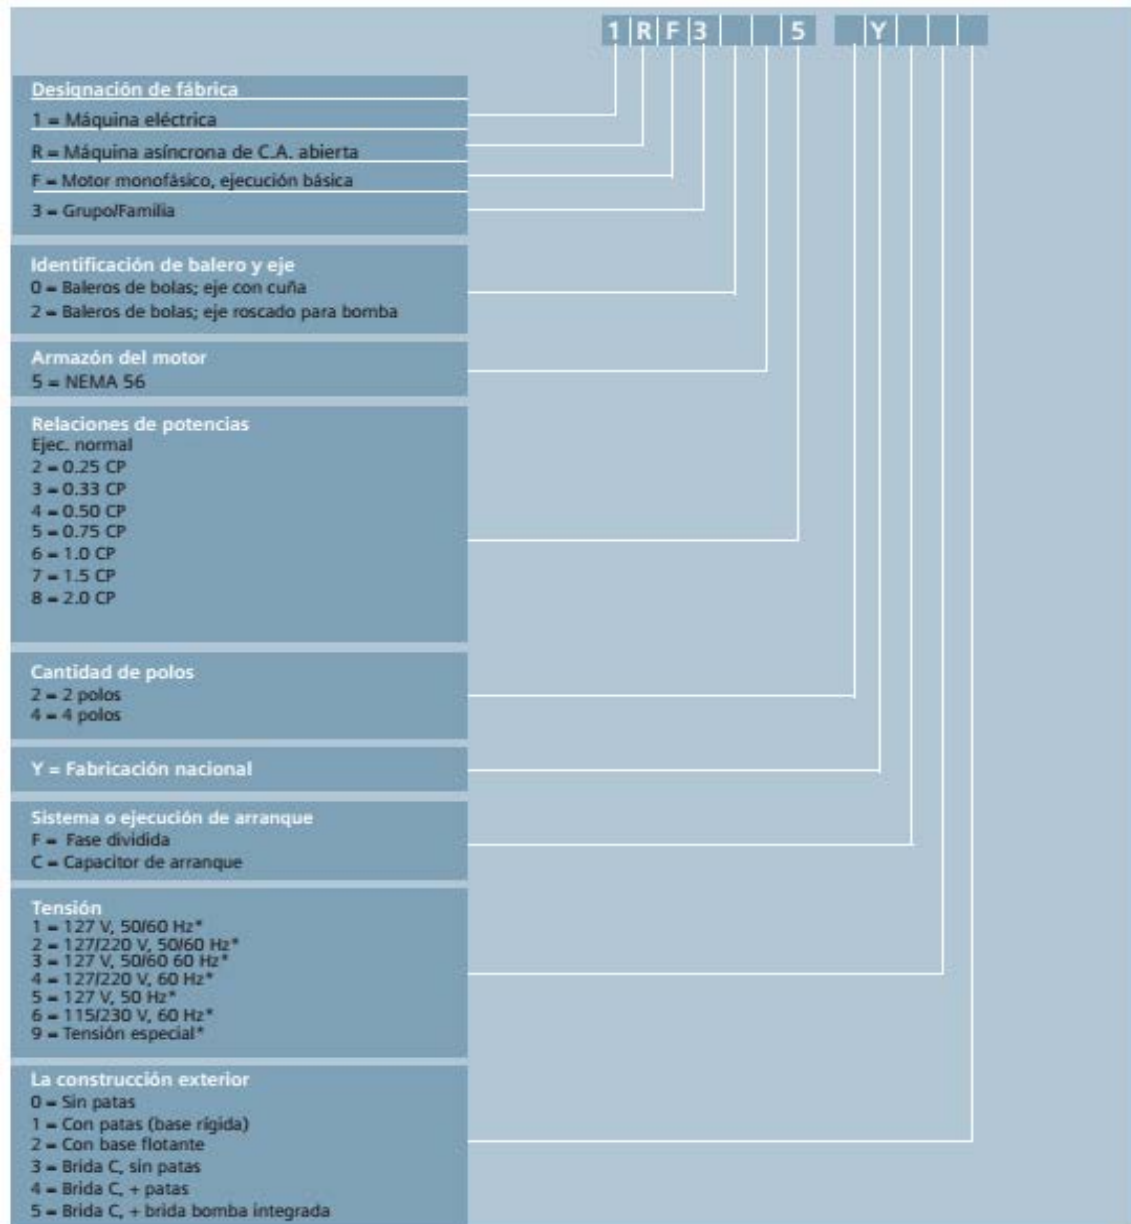 1 R F 3 5 Y
Designación de fábrica
1 = Máquina eléctrica
R = Máquina asíncrona de C.A. abierta
F = Motor monofásico, ejecución básica
3 = Grupo/Familia
Identificación de balero y eje
0 = Baleros de bolas; eje con cuña
2 = Baleros de bolas; eje roscado para bomba
Armazón del motor
5 = NEMA 56
Relaciones de potencias
Ejec. normal
2 = 0.25 CP
3 = 0.33 CP
4 = 0.50 CP
5 = 0.75 CP
6 = 1.0 CP
7 = 1.5 CP
8 = 2.0 CP
Cantidad de polos
2 = 2 polos
4 = 4 polos
Y = Fabricación nacional
Sistema o ejecución de arranque
F = Fase dividida
C = Capacitor de arranque
Tensión
1 = 127 V, 50/60 Hz*
2 = 127/220 V, 50/60 Hz*
3 = 127 V, 50/60 60 Hz*
4 = 127/220 V, 60 Hz*
5 = 127 V, 50 Hz*
6 = 115/230 V, 60 Hz*
9 = Tensión especial*
La construcción exterior
0 = Sin patas
1 = Con patas (base rígida)
2 = Con base flotante
3 = Brida C, sin patas
4 = Brida C, + patas
5 = Brida C, + brida bomba integrada